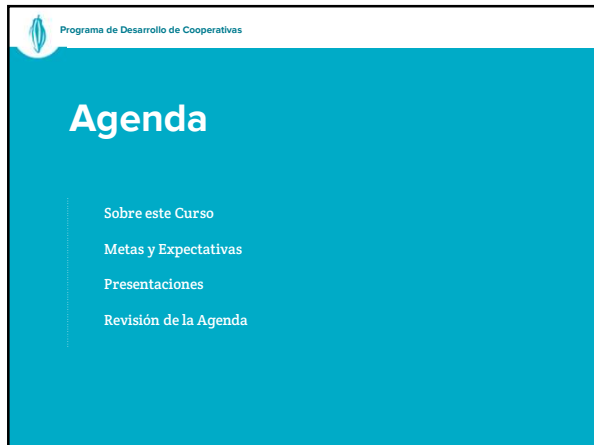 Programa de Desarrollo de Cooperativas
Agenda
Sobre este Curso
Metas y Expectativas
Presentaciones
Revisión de la Agenda